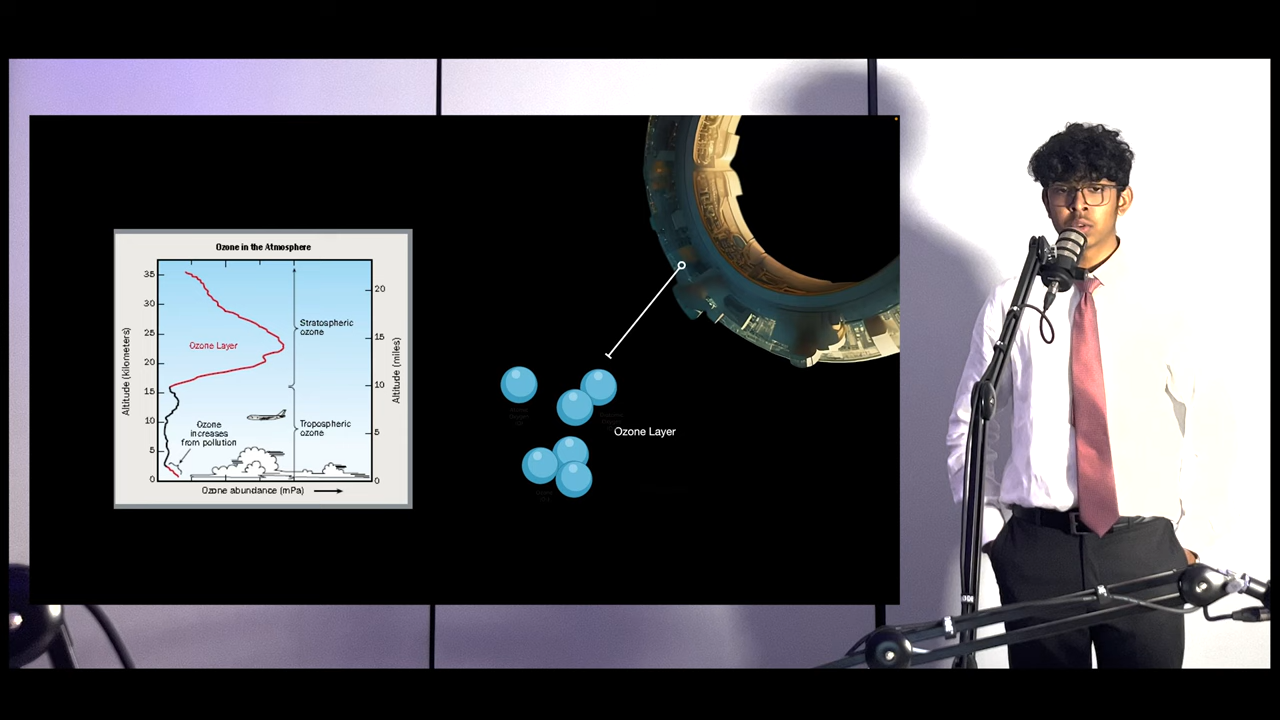 Ozone in the Atmosphere
35
30
25
20
15
10
5
0
Altitude (kilometers)
Ozone Layer
Ozone
increases
from pollution
Stratospheric
ozone
Tropospheric
ozone
20
15
10
5
0
Altitude (miles)
Ozone abundance (mPa)
Ozone Layer